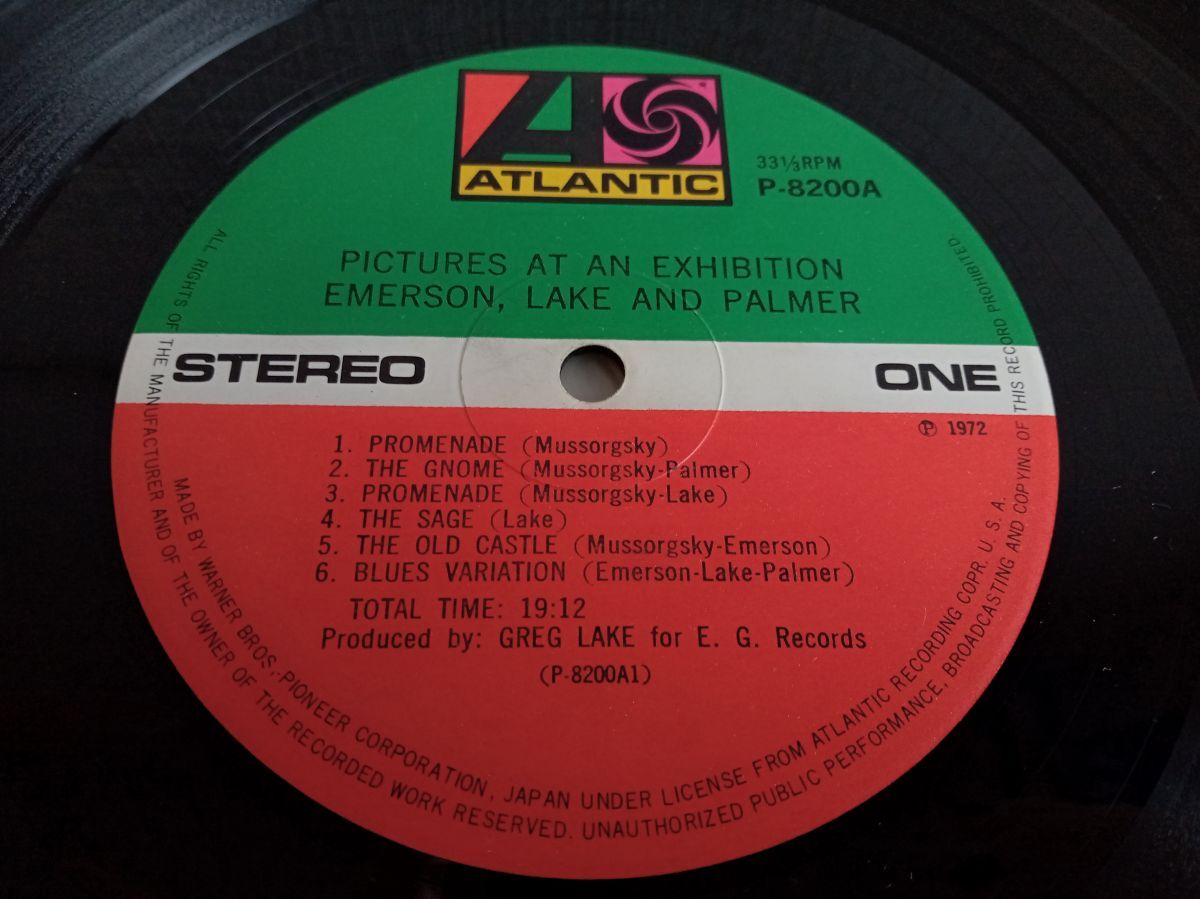 ATLANTIC
33⅓RPM
P-8200A
PICTURES AT AN EXHIBITION
EMERSON, LAKE AND PALMER
STEREO
ONE
Ⓟ 1972
1. PROMENADE (Mussorgsky)
2. THE GNOME (Mussorgsky-Palmer)
3. PROMENADE (Mussorgsky-Lake)
4. THE SAGE (Lake)
5. THE OLD CASTLE (Mussorgsky-Emerson)
6. BLUES VARIATION (Emerson-Lake-Palmer)
TOTAL TIME: 19:12
Produced by: GREG LAKE for E. G. Records
(P-8200A1)
MADE BY WARNER BROS,-PIONEER CORPORATION, JAPAN UNDER LICENSE FROM ATLANTIC RECORDING COPR. U. S. A.
ALL RIGHTS OF THE MANUFACTURER AND OF THE OWNER OF THE RECORDED WORK RESERVED. UNAUTHORIZED PUBLIC PERFORMANCE, BROADCASTING AND COPYING OF THIS RECORD PROHIBITED.